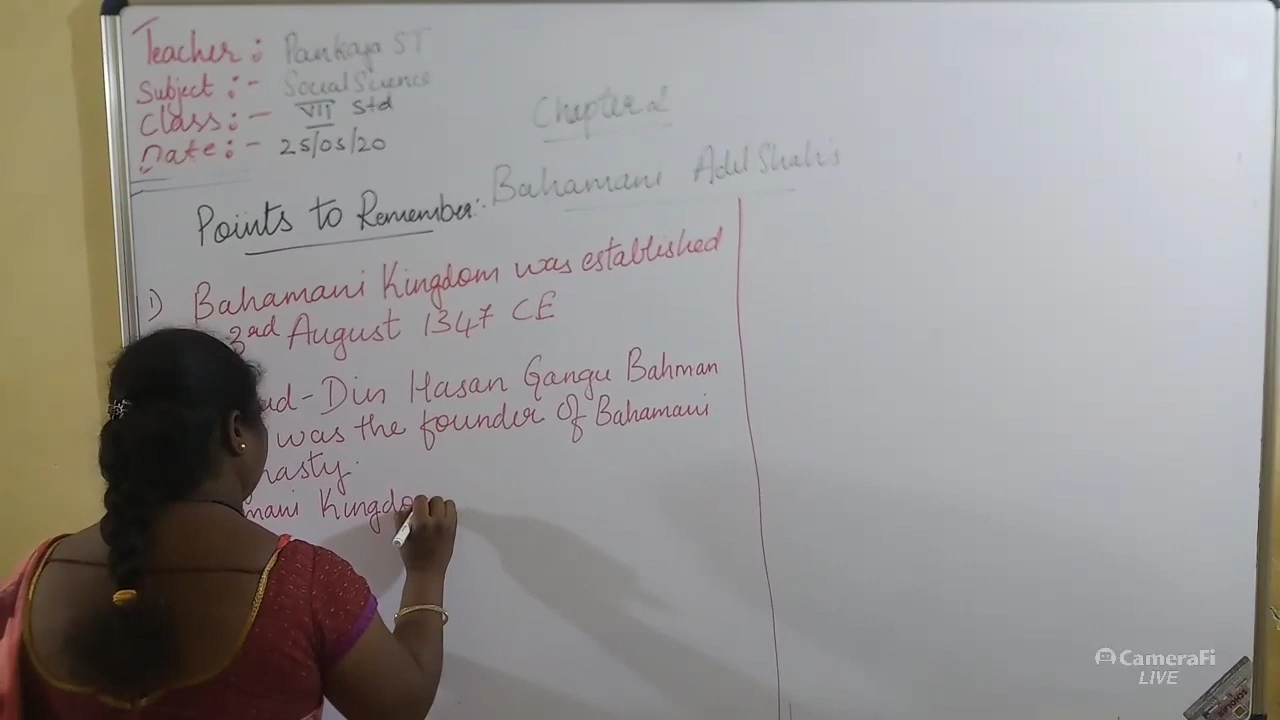 Teacher : Pankaja ST
Subject :- Social Science
Class :- VII Std
Date :- 25/05/20
Chapter 2
Bahamani Adil Shahis
Points to Remember:-
1) Bahamani Kingdom was established
3rd August 1347 CE
ud-Din Hasan Gangu Bahman
was the founder of Bahamani
nasty.
mani Kingdo
CameraFi
LIVE